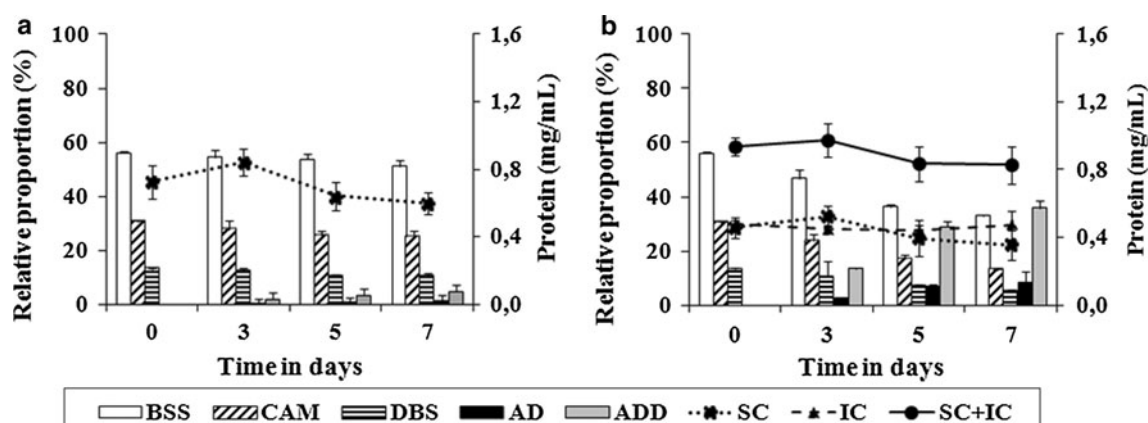 a
b
100
80
60
40
20
0
Relative proportion (%)
1,6
1,2
0,8
0,4
0,0
Protein (mg/mL)
0 3 5 7
Time in days
100
80
60
40
20
0
Relative proportion (%)
1,6
1,2
0,8
0,4
0,0
Protein (mg/mL)
0 3 5 7
Time in days
BSS CAM DBS AD ADD SC IC SC+IC